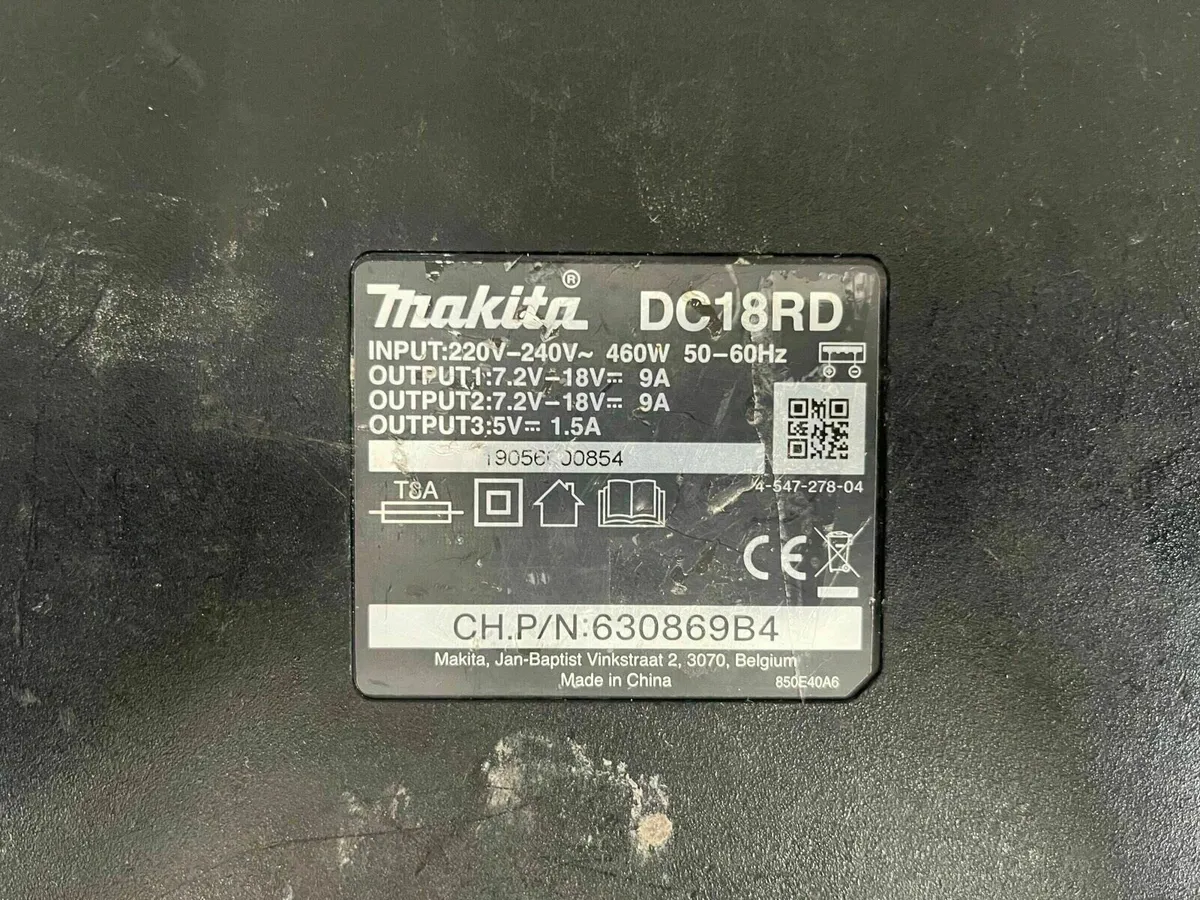 makita® DC18RD
INPUT:220V–240V~ 460W 50–60Hz
OUTPUT1:7.2V–18V⎓ 9A
OUTPUT2:7.2V–18V⎓ 9A
OUTPUT3:5V⎓ 1.5A
4-547-278-04
T8A
CE
CH.P/N:630869B4
Makita, Jan-Baptist Vinkstraat 2, 3070, Belgium
Made in China 850E40A6